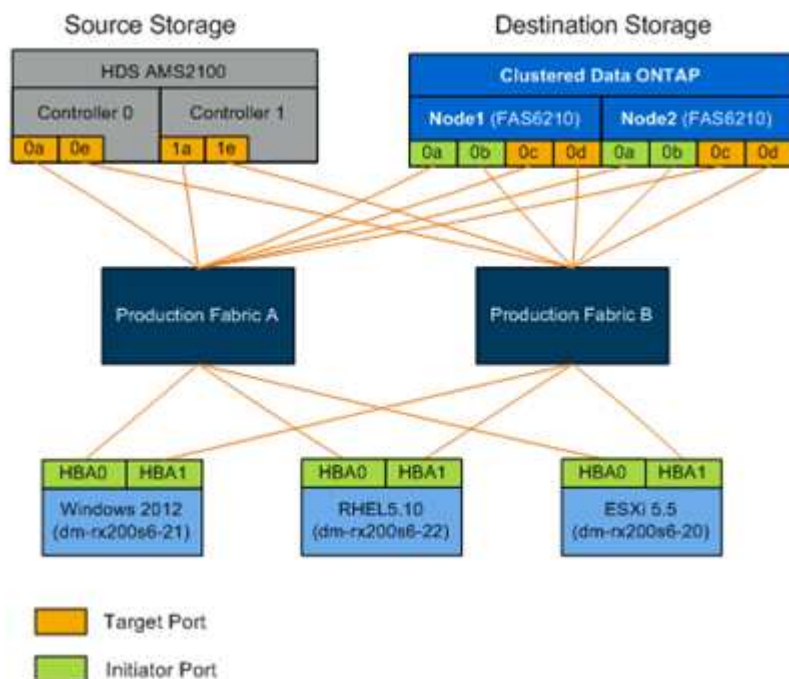 Source Storage
Destination Storage
HDS AMS2100
Controller 0
Controller 1
0a
0e
1a
1e
Clustered Data ONTAP
Node1 (FAS6210)
Node2 (FAS6210)
0a
0b
0c
0d
0a
0b
0c
0d
Production Fabric A
Production Fabric B
HBA0
HBA1
Windows 2012
(dm-rx200s6-21)
HBA0
HBA1
RHEL5.10
(dm-rx200s6-22)
HBA0
HBA1
ESXi 5.5
(dm-rx200s6-20)
Target Port
Initiator Port